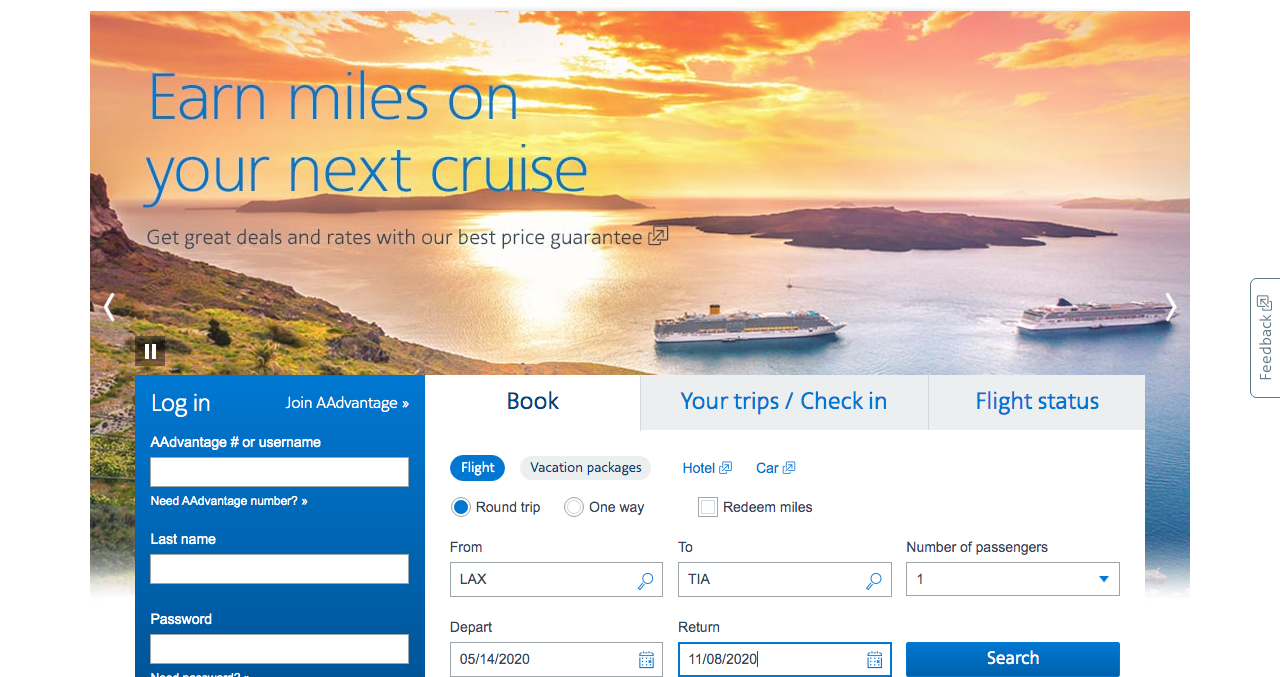 Earn miles on
your next cruise
Get great deals and rates with our best price guarantee
Feedback
Log in
Join AAdvantage »
AAdvantage # or username
Need AAdvantage number? »
Last name
Password
Need password? »
Book
Your trips / Check in
Flight status
Flight
Vacation packages
Hotel
Car
Round trip
One way
Redeem miles
From
To
Number of passengers
LAX
TIA
1
Depart
Return
05/14/2020
11/08/2020
Search